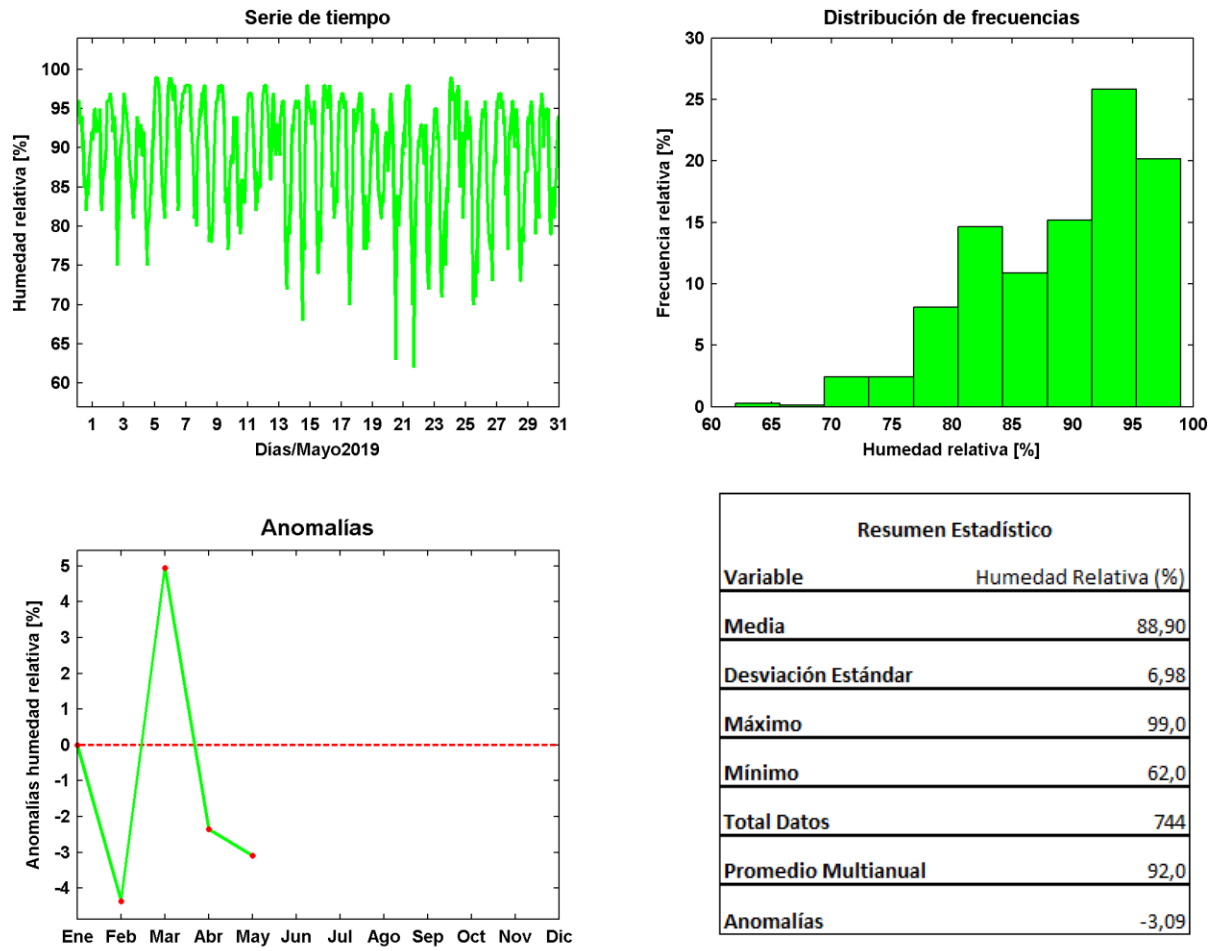 Serie de tiempo
Humedad relativa [%]
100
95
90
85
80
75
70
65
60
1 3 5 7 9 11 13 15 17 19 21 23 25 27 29 31
Días/Mayo2019
Distribución de frecuencias
Frecuencia relativa [%]
30
25
20
15
10
5
0
60 65 70 75 80 85 90 95 100
Humedad relativa [%]
Anomalías
Anomalías humedad relativa [%]
5
4
3
2
1
0
-1
-2
-3
-4
Ene Feb Mar Abr May Jun Jul Ago Sep Oct Nov Dic
Resumen Estadístico
Variable Humedad Relativa (%)
Media 88,90
Desviación Estándar 6,98
Máximo 99,0
Mínimo 62,0
Total Datos 744
Promedio Multianual 92,0
Anomalías -3,09